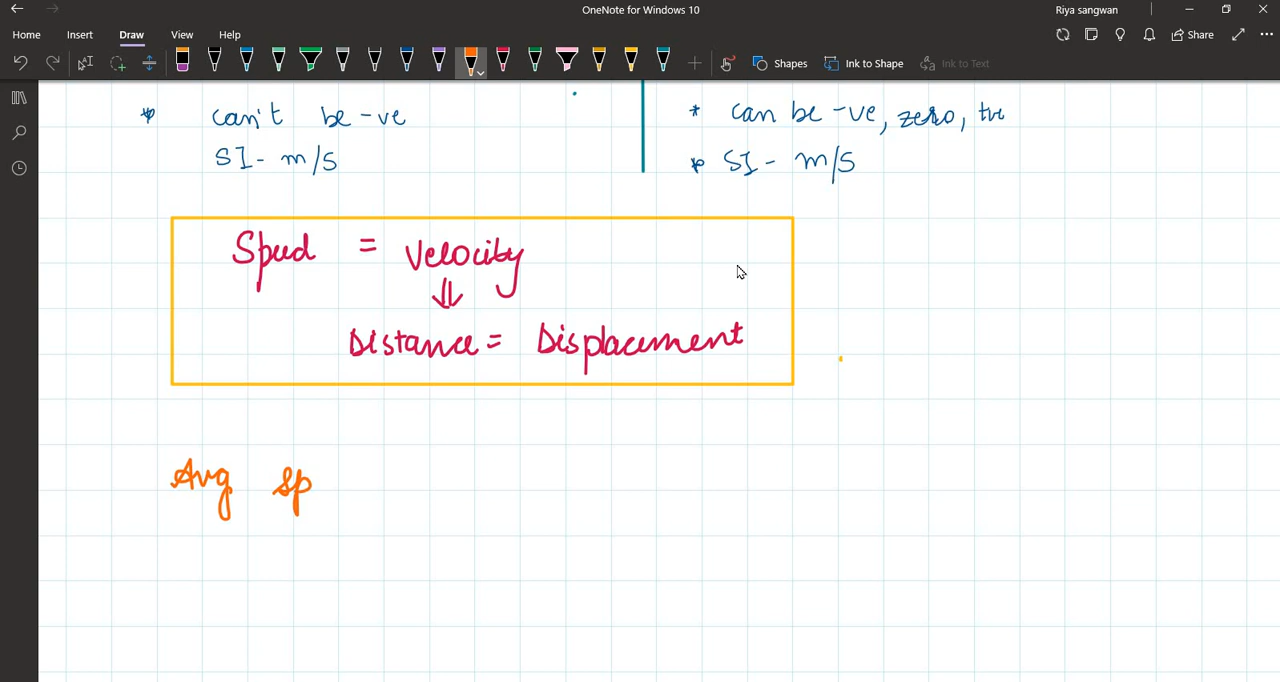 OneNote for Windows 10
Riya sangwan
Home Insert Draw View Help
Share
Shapes Ink to Shape Ink to Text
* can't be -ve
SI - m/s
* can be -ve, zero, +ve
* SI - m/s
Speed = velocity
⇓
Distance = Displacement
Avg sp